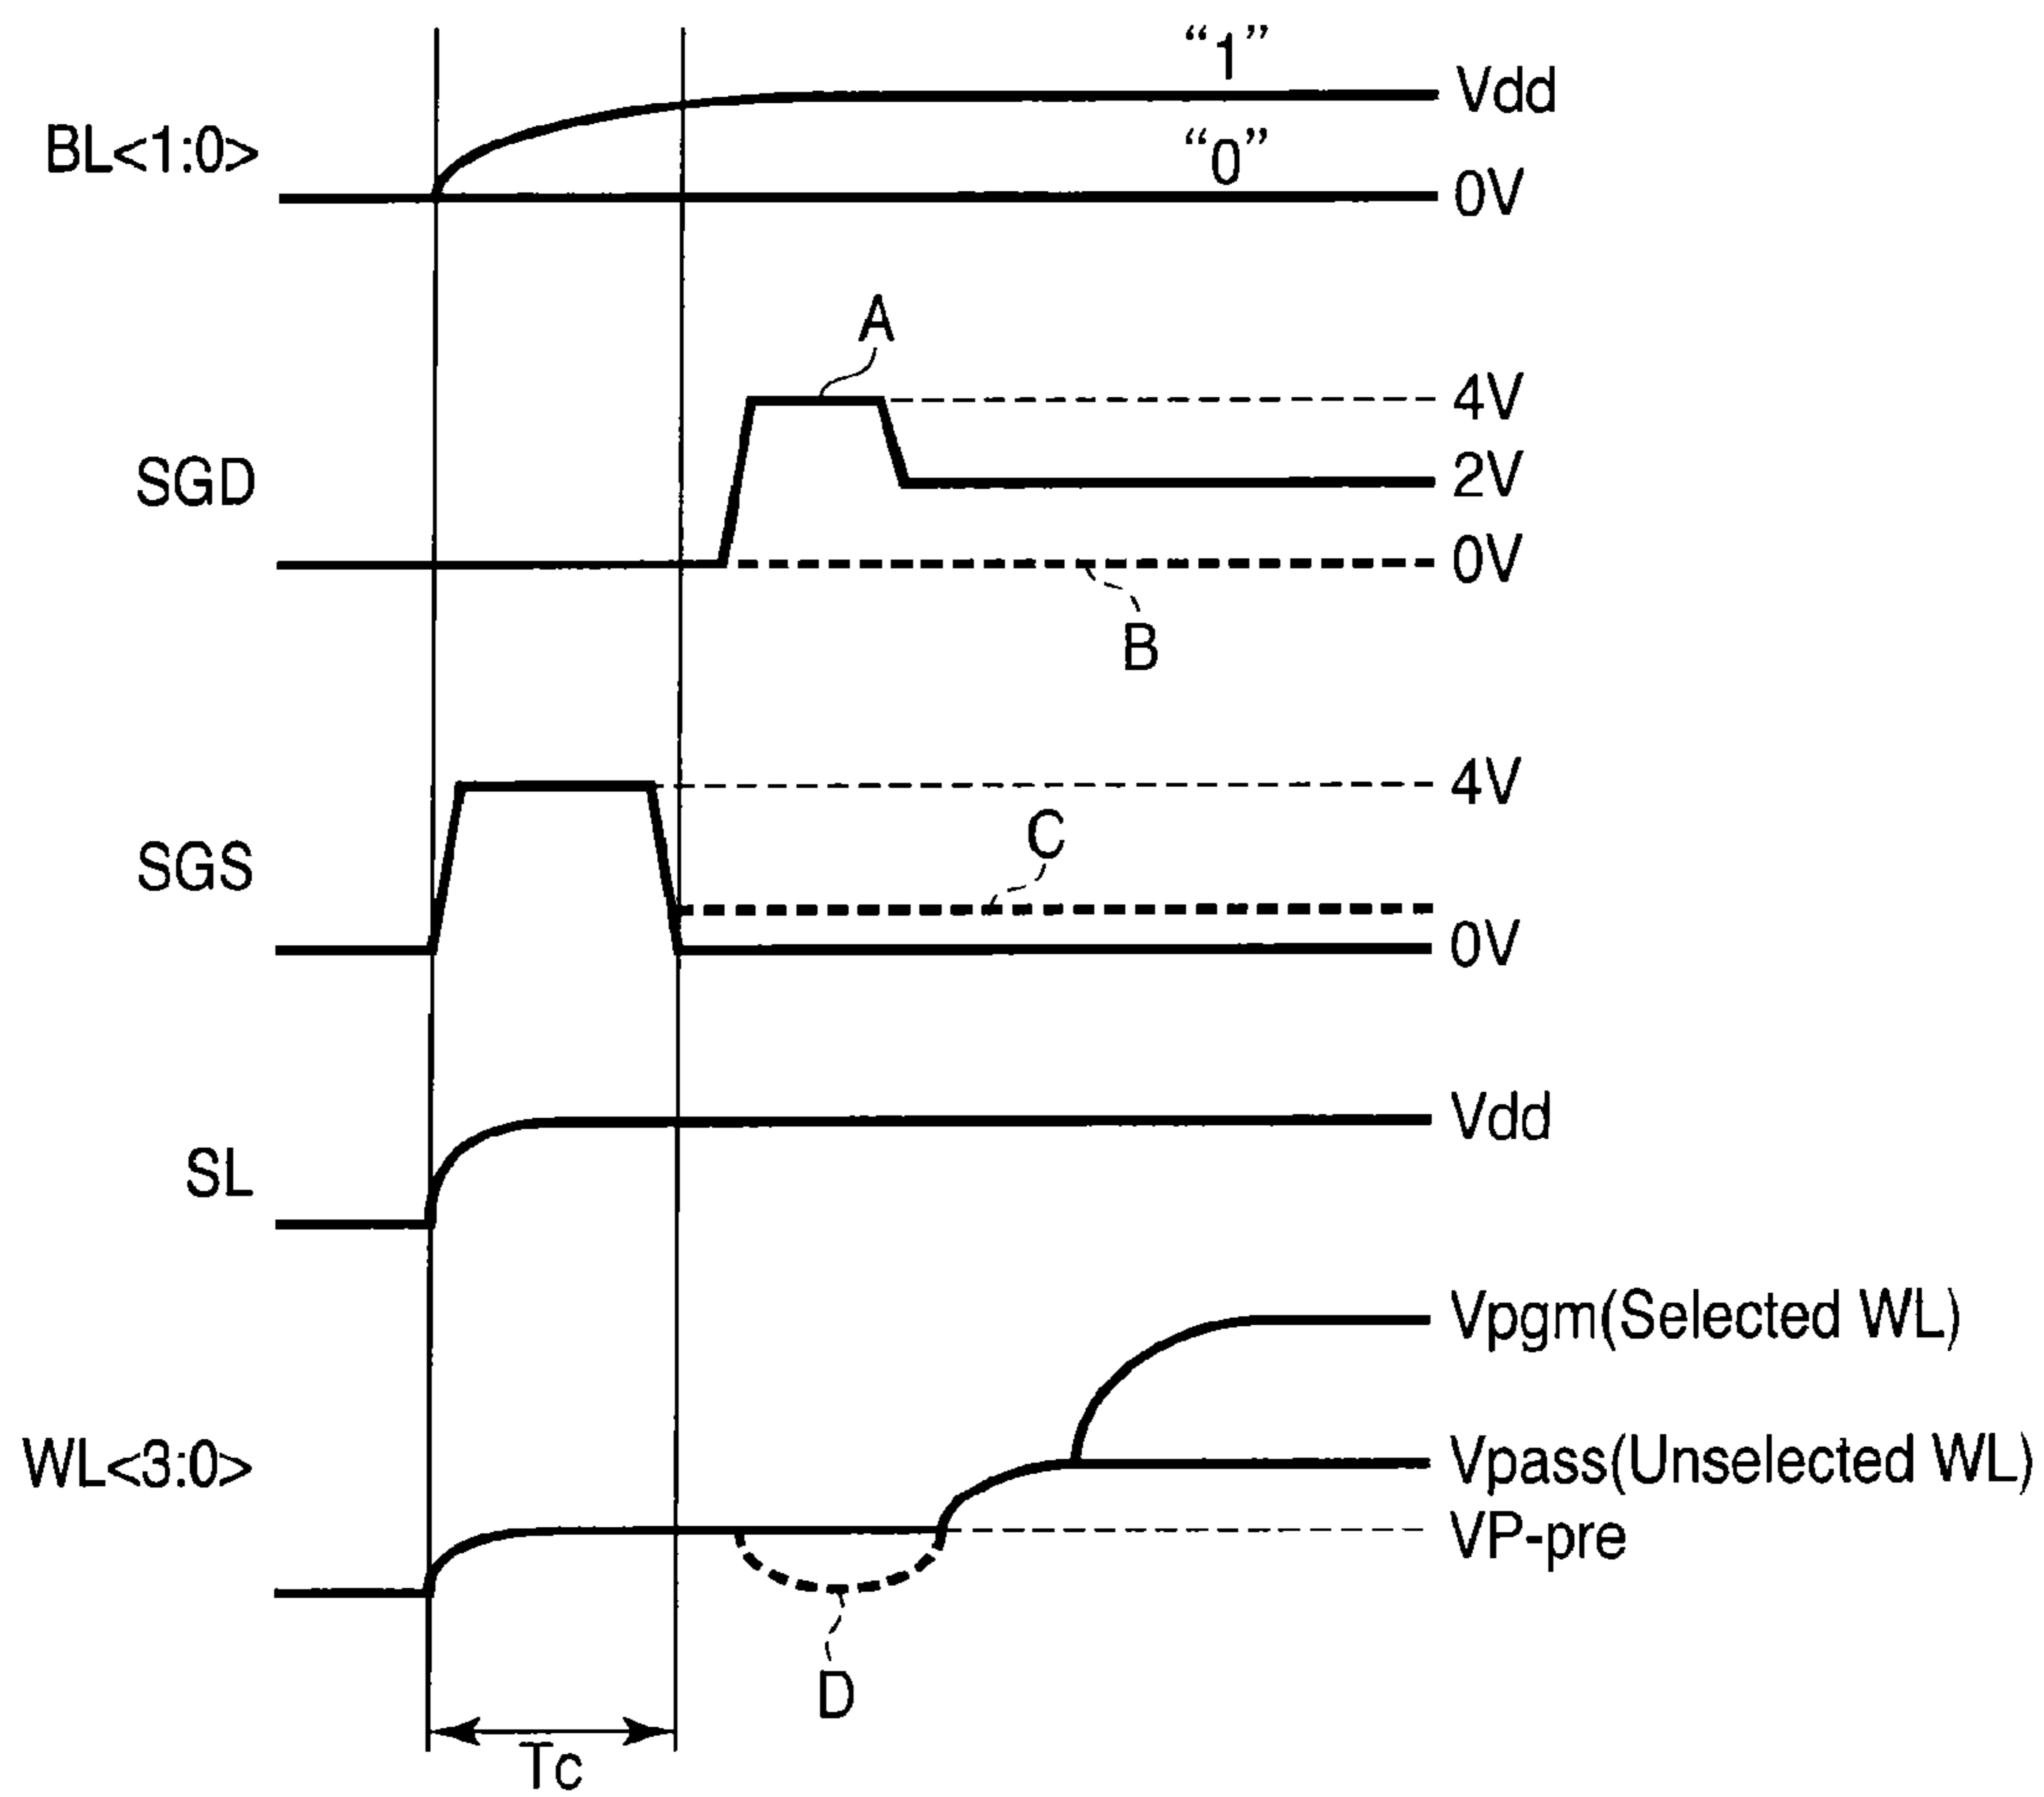 “1”
Vdd
BL<1:0>
“0”
0V
A
4V
SGD
2V
0V
B
4V
C
SGS
0V
Vdd
SL
Vpgm(Selected WL)
WL<3:0>
Vpass(Unselected WL)
VP-pre
D
Tc